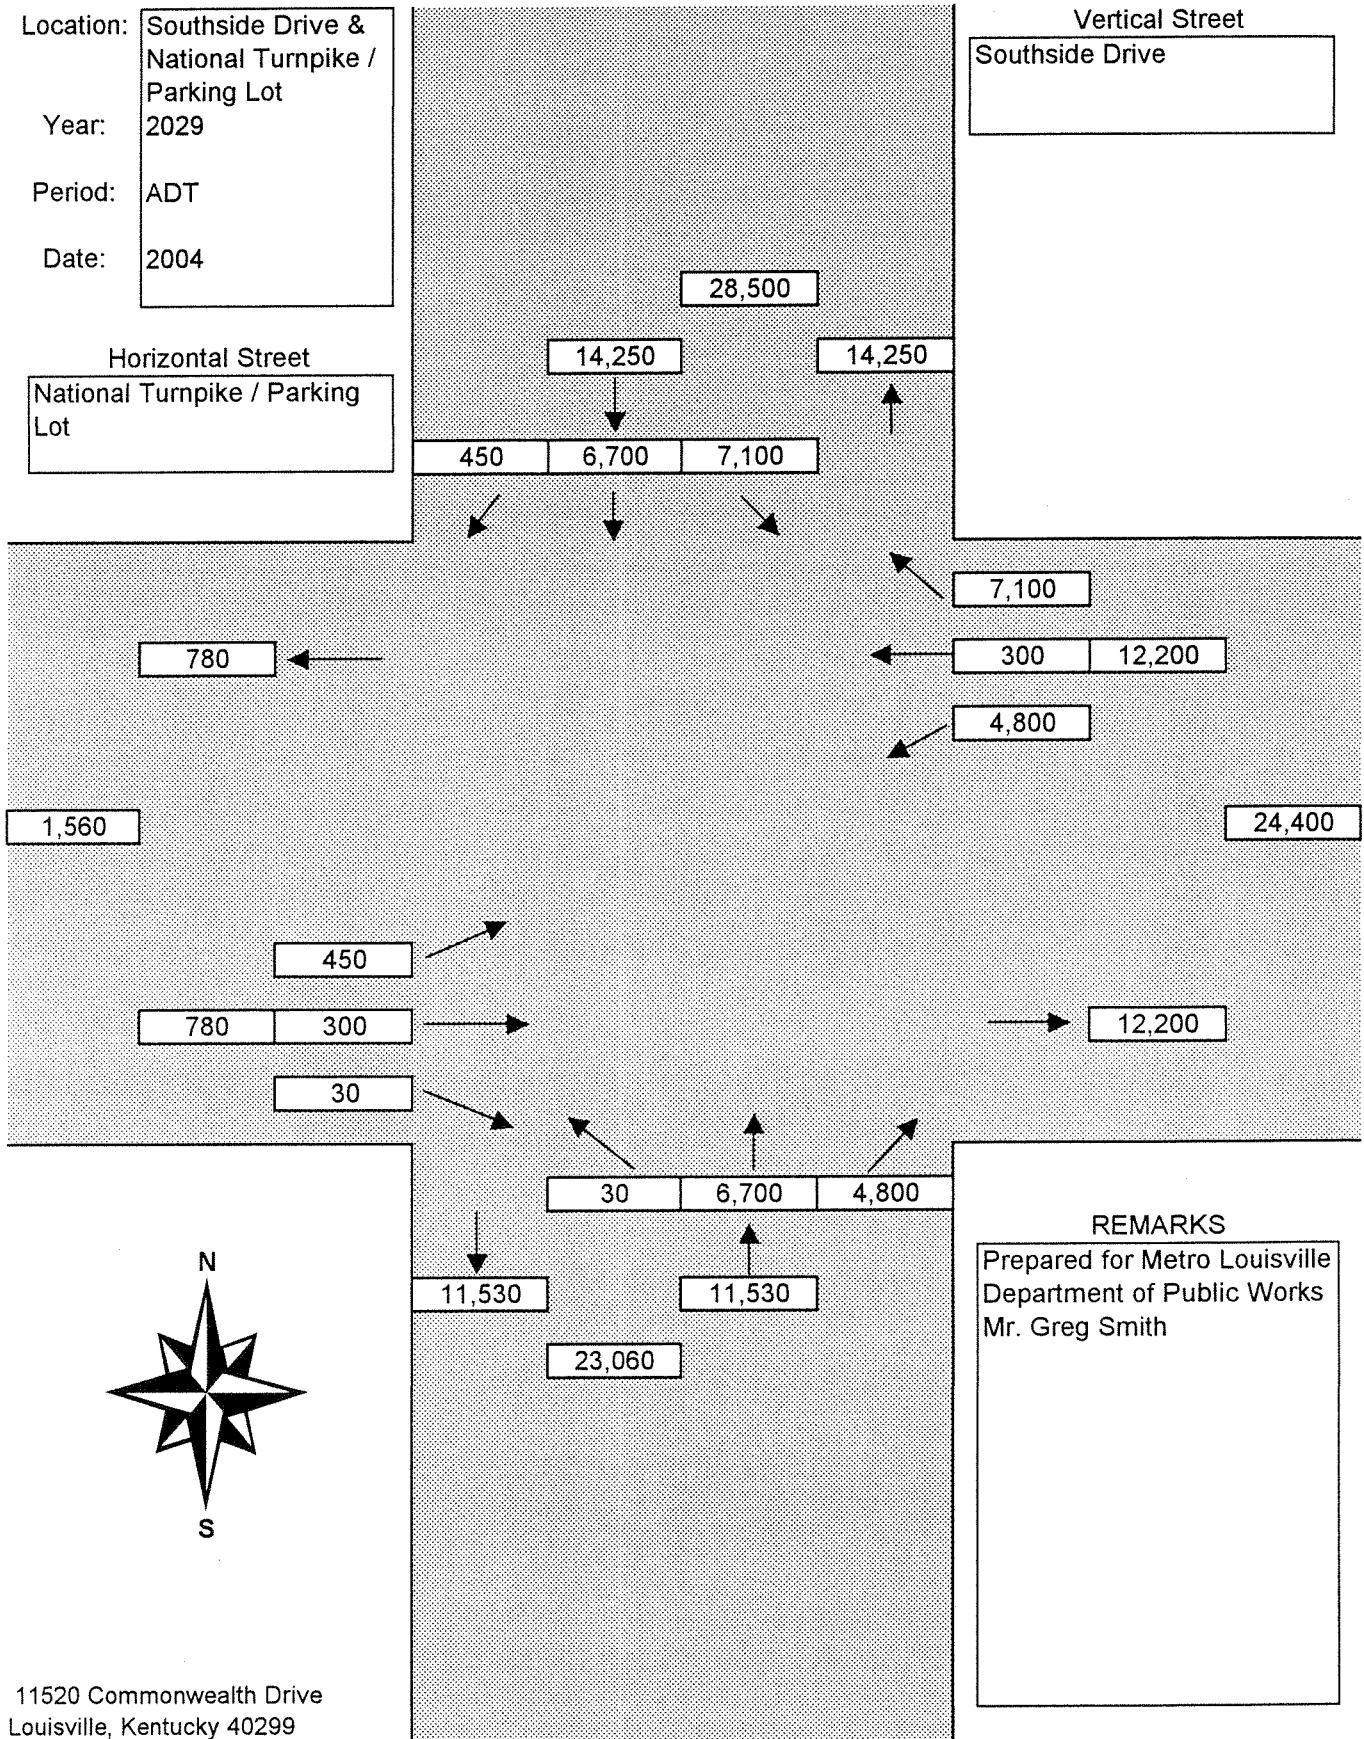 Location:
Southside Drive &
National Turnpike /
Parking Lot
Year:
2029
Period:
ADT
Date:
2004
Vertical Street
Southside Drive
Horizontal Street
National Turnpike / Parking
Lot
28,500
14,250
14,250
450
6,700
7,100
7,100
780
300
12,200
4,800
1,560
24,400
450
780
300
12,200
30
30
6,700
4,800
11,530
11,530
23,060
N
S
REMARKS
Prepared for Metro Louisville
Department of Public Works
Mr. Greg Smith
11520 Commonwealth Drive
Louisville, Kentucky 40299